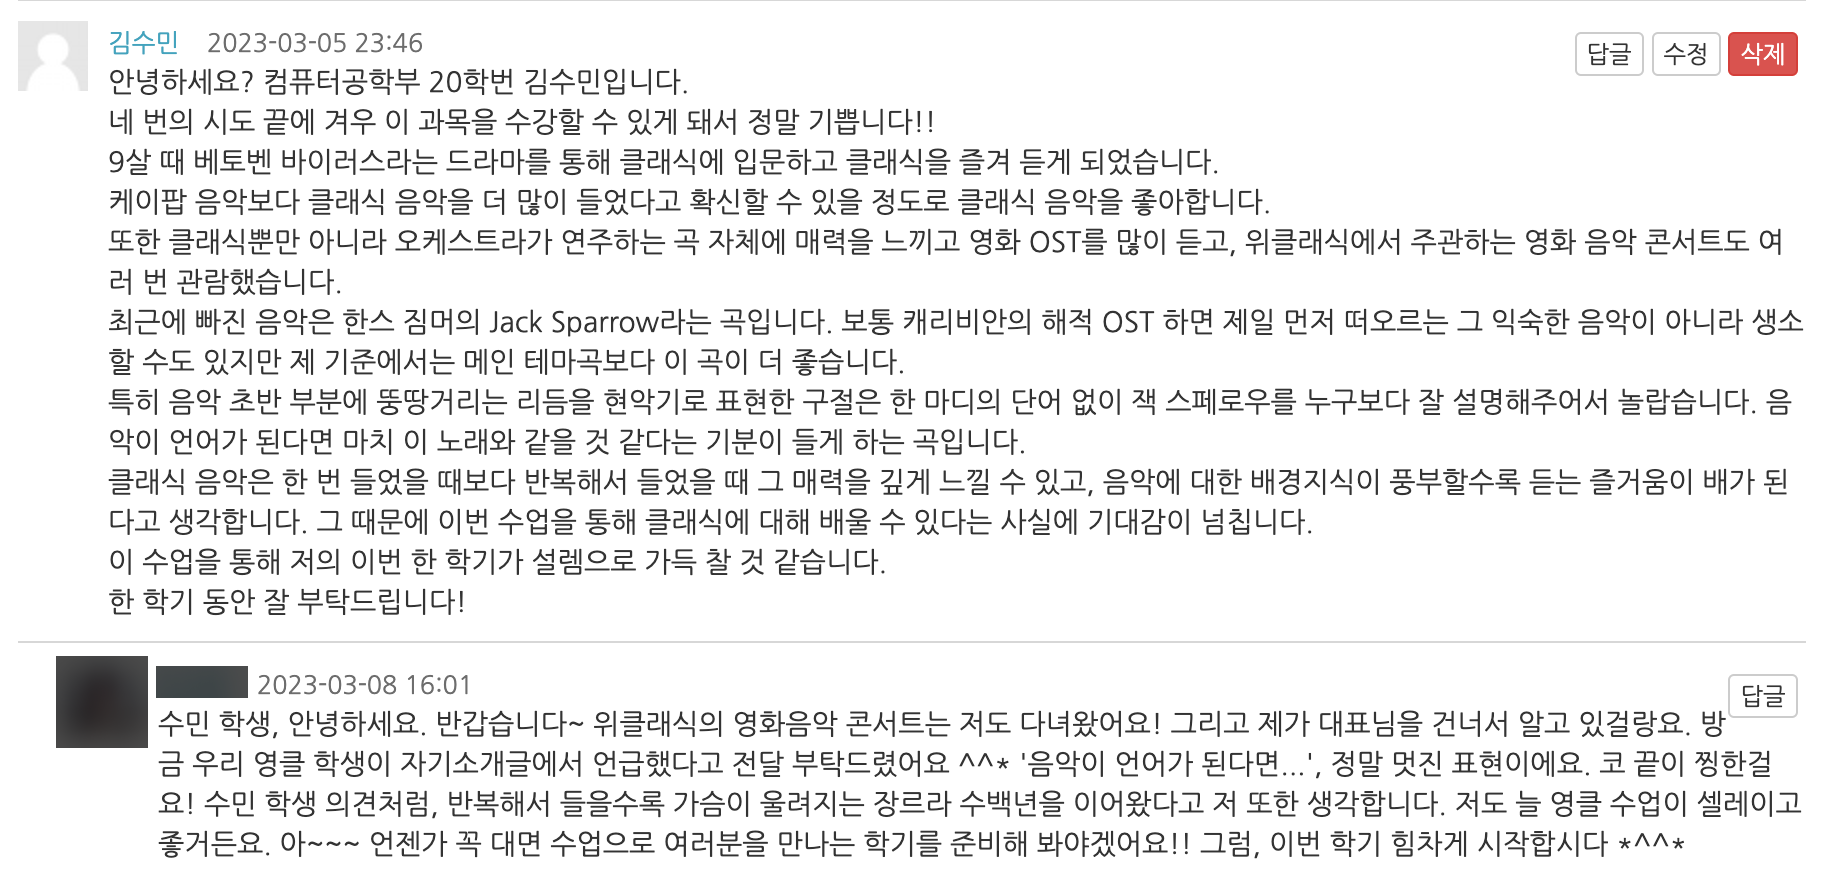 김수민 2023-03-05 23:46
답글 수정 삭제
안녕하세요? 컴퓨터공학부 20학번 김수민입니다.
네 번의 시도 끝에 겨우 이 과목을 수강할 수 있게 돼서 정말 기쁩니다!!
9살 때 베토벤 바이러스라는 드라마를 통해 클래식에 입문하고 클래식을 즐겨 듣게 되었습니다.
케이팝 음악보다 클래식 음악을 더 많이 들었다고 확신할 수 있을 정도로 클래식 음악을 좋아합니다.
또한 클래식뿐만 아니라 오케스트라가 연주하는 곡 자체에 매력을 느끼고 영화 OST를 많이 듣고, 위클래식에서 주관하는 영화 음악 콘서트도 여
러 번 관람했습니다.
최근에 빠진 음악은 한스 짐머의 Jack Sparrow라는 곡입니다. 보통 캐리비안의 해적 OST 하면 제일 먼저 떠오르는 그 익숙한 음악이 아니라 생소
할 수도 있지만 제 기준에서는 메인 테마곡보다 이 곡이 더 좋습니다.
특히 음악 초반 부분에 뚱땅거리는 리듬을 현악기로 표현한 구절은 한 마디의 단어 없이 잭 스페로우를 누구보다 잘 설명해주어서 놀랍습니다. 음
악이 언어가 된다면 마치 이 노래와 같을 것 같다는 기분이 들게 하는 곡입니다.
클래식 음악은 한 번 들었을 때보다 반복해서 들었을 때 그 매력을 깊게 느낄 수 있고, 음악에 대한 배경지식이 풍부할수록 듣는 즐거움이 배가 된
다고 생각합니다. 그 때문에 이번 수업을 통해 클래식에 대해 배울 수 있다는 사실에 기대감이 넘칩니다.
이 수업을 통해 저의 이번 한 학기가 설렘으로 가득 찰 것 같습니다.
한 학기 동안 잘 부탁드립니다!
2023-03-08 16:01
답글
수민 학생, 안녕하세요. 반갑습니다~ 위클래식의 영화음악 콘서트는 저도 다녀왔어요! 그리고 제가 대표님을 건너서 알고 있걸랑요. 방
금 우리 영클 학생이 자기소개글에서 언급했다고 전달 부탁드렸어요 ^^* '음악이 언어가 된다면...', 정말 멋진 표현이에요. 코 끝이 찡한걸
요! 수민 학생 의견처럼, 반복해서 들을수록 가슴이 울려지는 장르라 수백년을 이어왔다고 저 또한 생각합니다. 저도 늘 영클 수업이 셀레이고
좋거든요. 아~~~ 언젠가 꼭 대면 수업으로 여러분을 만나는 학기를 준비해 봐야겠어요!! 그럼, 이번 학기 힘차게 시작합시다 *^^*